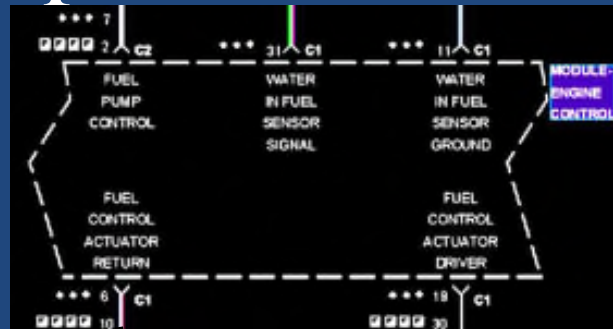 *** 7
2 C2
*** 31 C1
*** 11 C1
FUEL
PUMP
CONTROL
WATER
IN FUEL
SENSOR
SIGNAL
WATER
IN FUEL
SENSOR
GROUND
MODULE-
ENGINE
CONTROL
FUEL
CONTROL
ACTUATOR
RETURN
FUEL
CONTROL
ACTUATOR
DRIVER
*** 6 C1
10
*** 19 C1
30